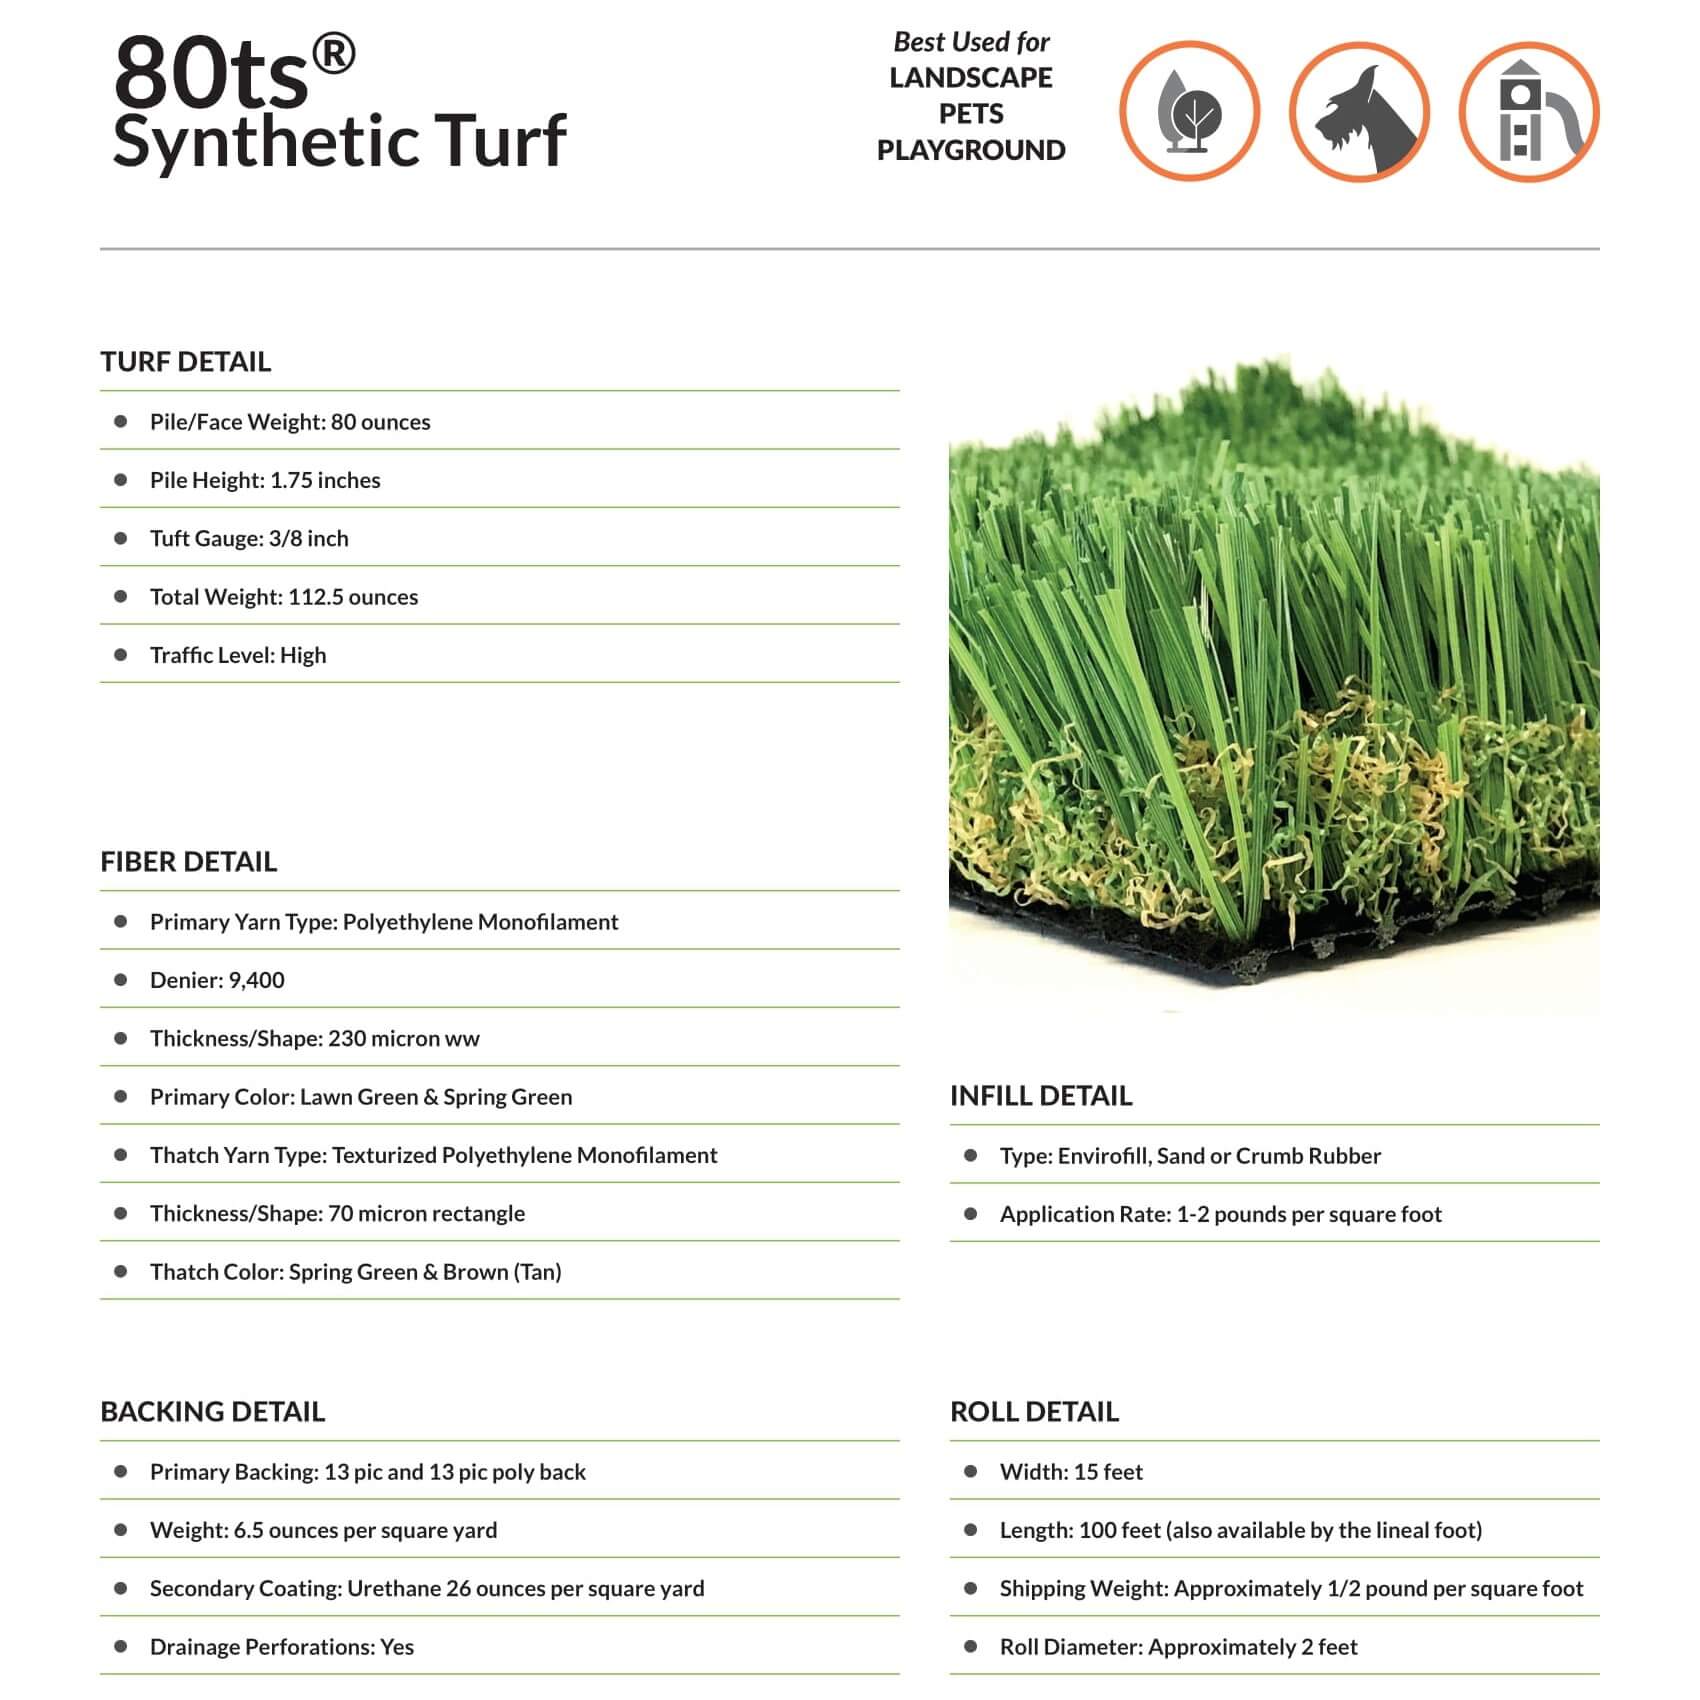 80ts®
Synthetic Turf
Best Used for
LANDSCAPE
PETS
PLAYGROUND
TURF DETAIL
Pile/Face Weight: 80 ounces
Pile Height: 1.75 inches
Tuft Gauge: 3/8 inch
Total Weight: 112.5 ounces
Traffic Level: High
FIBER DETAIL
Primary Yarn Type: Polyethylene Monofilament
Denier: 9,400
Thickness/Shape: 230 micron ww
Primary Color: Lawn Green & Spring Green
Thatch Yarn Type: Texturized Polyethylene Monofilament
Thickness/Shape: 70 micron rectangle
Thatch Color: Spring Green & Brown (Tan)
INFILL DETAIL
Type: Envirofill, Sand or Crumb Rubber
Application Rate: 1-2 pounds per square foot
BACKING DETAIL
Primary Backing: 13 pic and 13 pic poly back
Weight: 6.5 ounces per square yard
Secondary Coating: Urethane 26 ounces per square yard
Drainage Perforations: Yes
ROLL DETAIL
Width: 15 feet
Length: 100 feet (also available by the lineal foot)
Shipping Weight: Approximately 1/2 pound per square foot
Roll Diameter: Approximately 2 feet